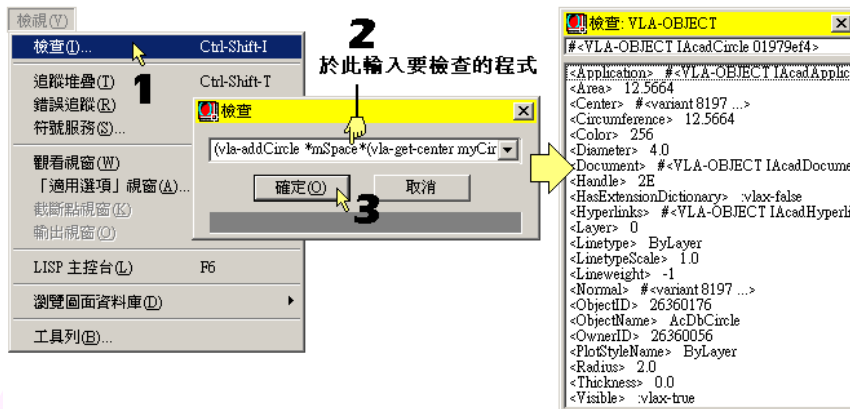 檢視(V)
檢查(I)... Ctrl-Shift-I
追蹤堆疊(T) Ctrl-Shift-T
錯誤追蹤(R)
符號服務(S)...
觀看視窗(W)
「適用選項」視窗(A)...
截斷點視窗(K)
輸出視窗(O)
LISP 主控台(L) F6
瀏覽圖面資料庫(D)
工具列(B)...
1
2
於此輸入要檢查的程式
檢查
(vla-addCircle *mSpace*(vla-get-center myCir
確定(O) 取消
3
檢查: VLA-OBJECT
#<VLA-OBJECT IAcadCircle 01979ef4>
<Application> #<VLA-OBJECT IAcadApplic
<Area> 12.5664
<Center> #<variant 8197 ...>
<Circumference> 12.5664
<Color> 256
<Diameter> 4.0
<Document> #<VLA-OBJECT IAcadDocume
<Handle> 2E
<HasExtensionDictionary> :vlax-false
<Hyperlinks> #<VLA-OBJECT IAcadHyperli
<Layer> 0
<Linetype> ByLayer
<LinetypeScale> 1.0
<Lineweight> -1
<Normal> #<variant 8197 ...>
<ObjectID> 26360176
<ObjectName> AcDbCircle
<OwnerID> 26360056
<PlotStyleName> ByLayer
<Radius> 2.0
<Thickness> 0.0
<Visible> :vlax-true